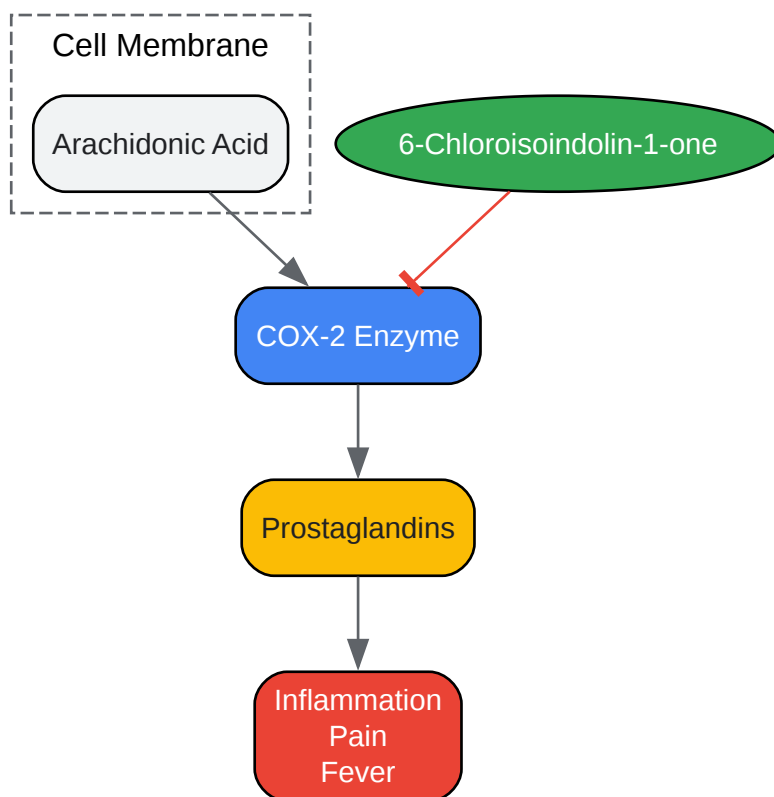 Cell Membrane
Arachidonic Acid
6-Chloroisoindolin-1-one
COX-2 Enzyme
Prostaglandins
Inflammation
Pain
Fever